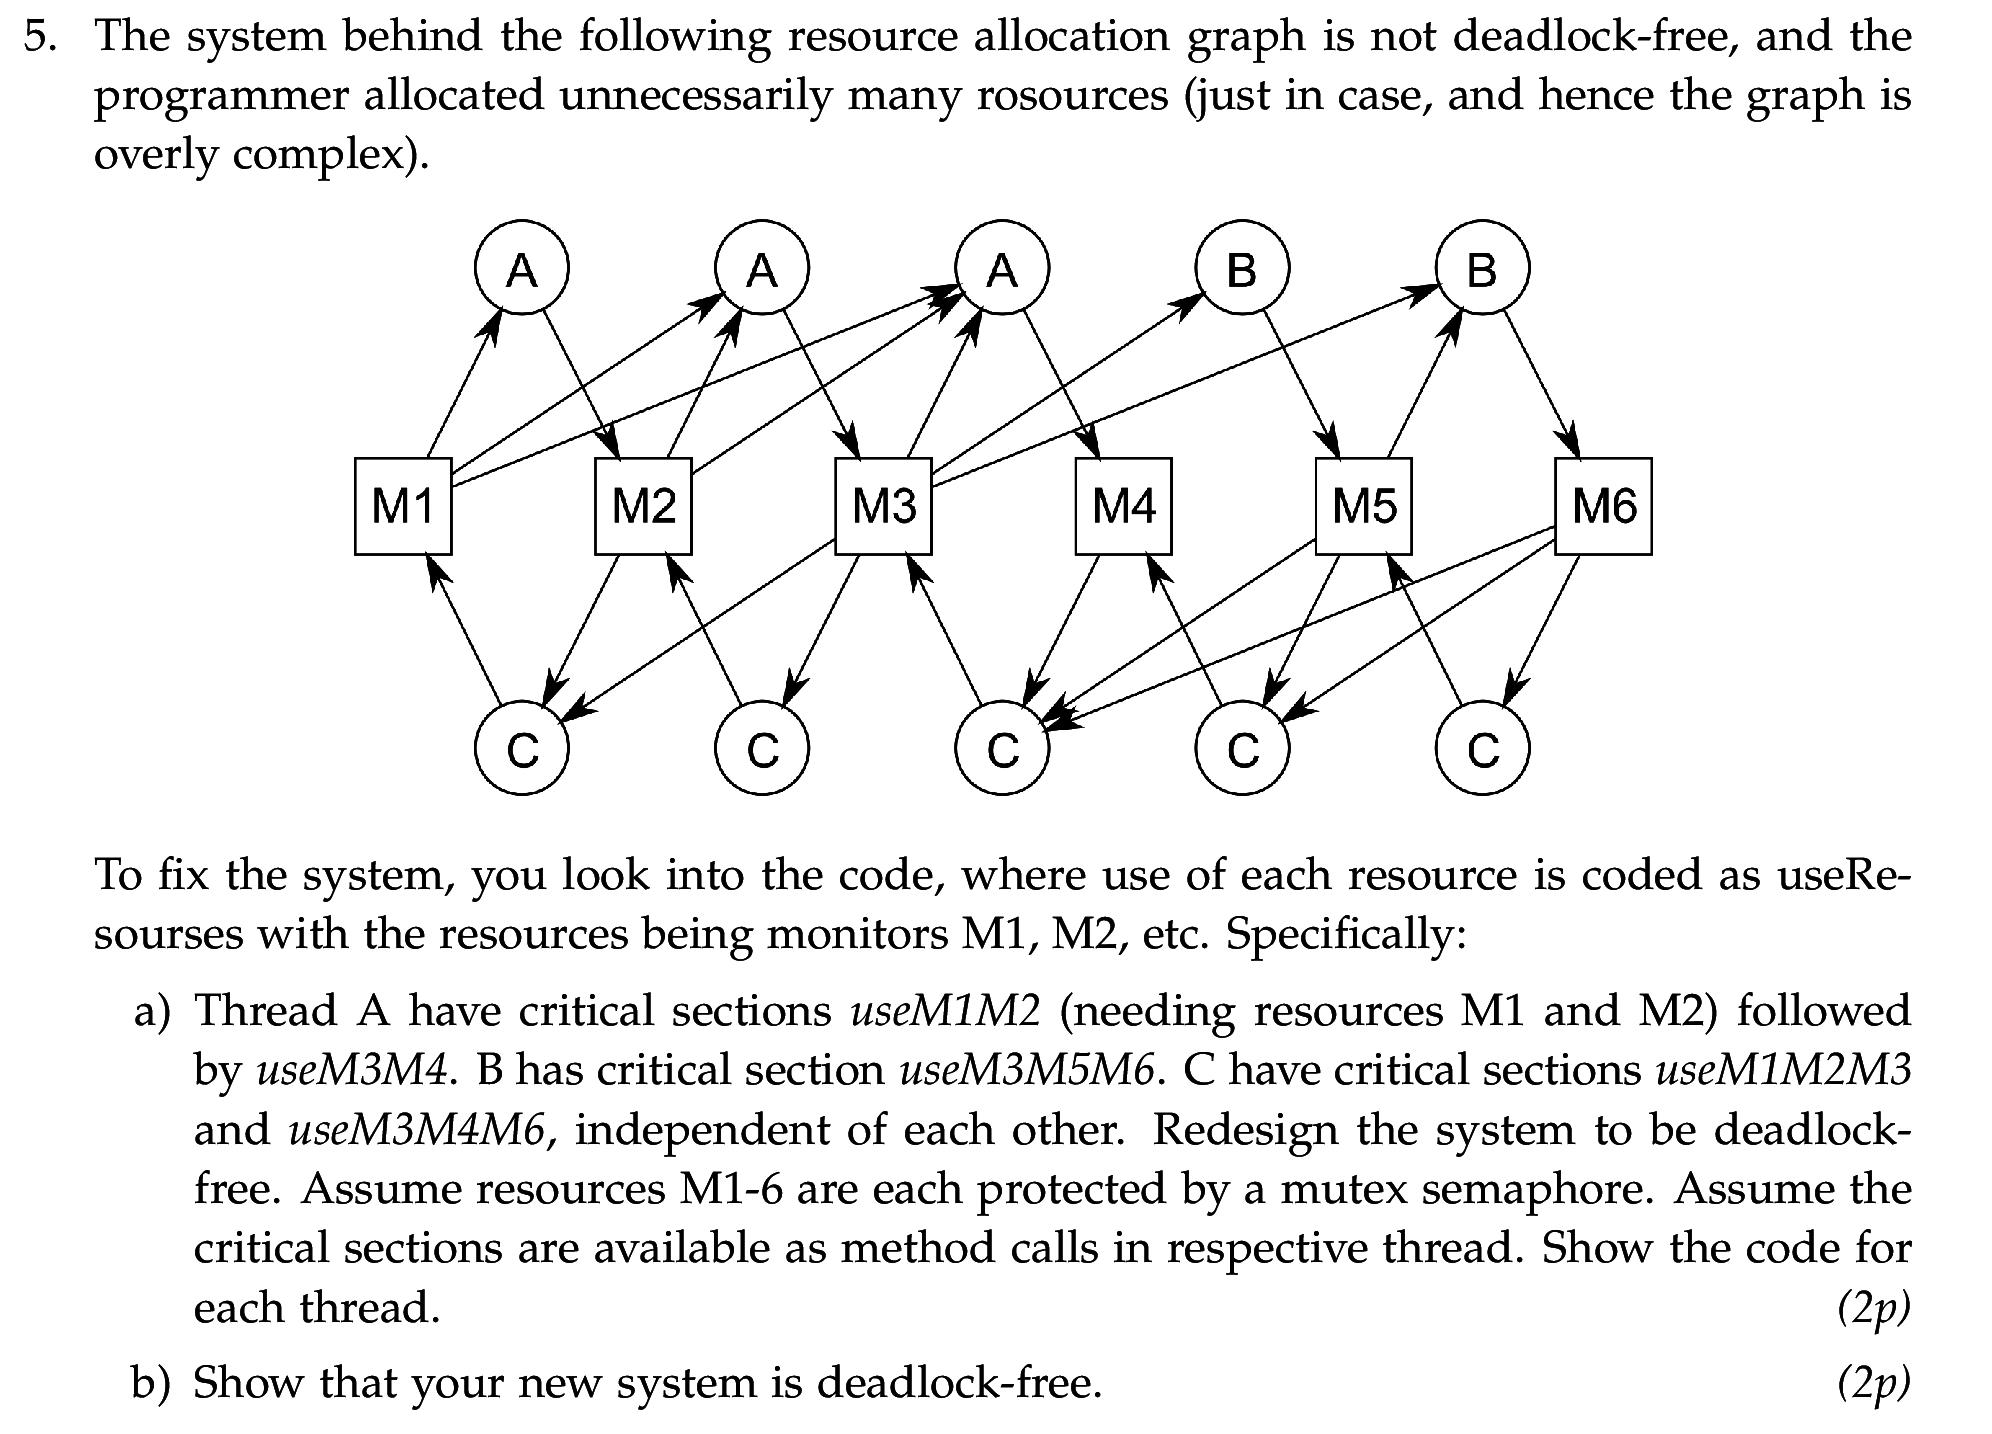 5. The system behind the following resource allocation graph is not deadlock-free, and the
programmer allocated unnecessarily many rosources (just in case, and hence the graph is
overly complex).
A A A B B
M1 M2 M3 M4 M5 M6
C C C C C
To fix the system, you look into the code, where use of each resource is coded as useRe-
sourses with the resources being monitors M1, M2, etc. Specifically:
a) Thread A have critical sections useM1M2 (needing resources M1 and M2) followed
by useM3M4. B has critical section useM3M5M6. C have critical sections useM1M2M3
and useM3M4M6, independent of each other. Redesign the system to be deadlock-
free. Assume resources M1-6 are each protected by a mutex semaphore. Assume the
critical sections are available as method calls in respective thread. Show the code for
each thread. (2p)
b) Show that your new system is deadlock-free. (2p)